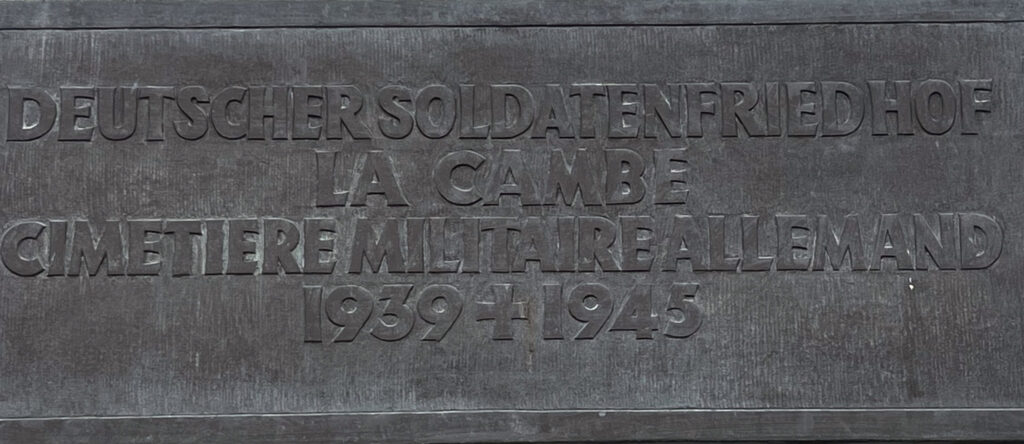 DEUTSCHER SOLDATENFRIEDHOF
LA CAMBE
CIMETIERE MILITAIRE ALLEMAND
1939 + 1945